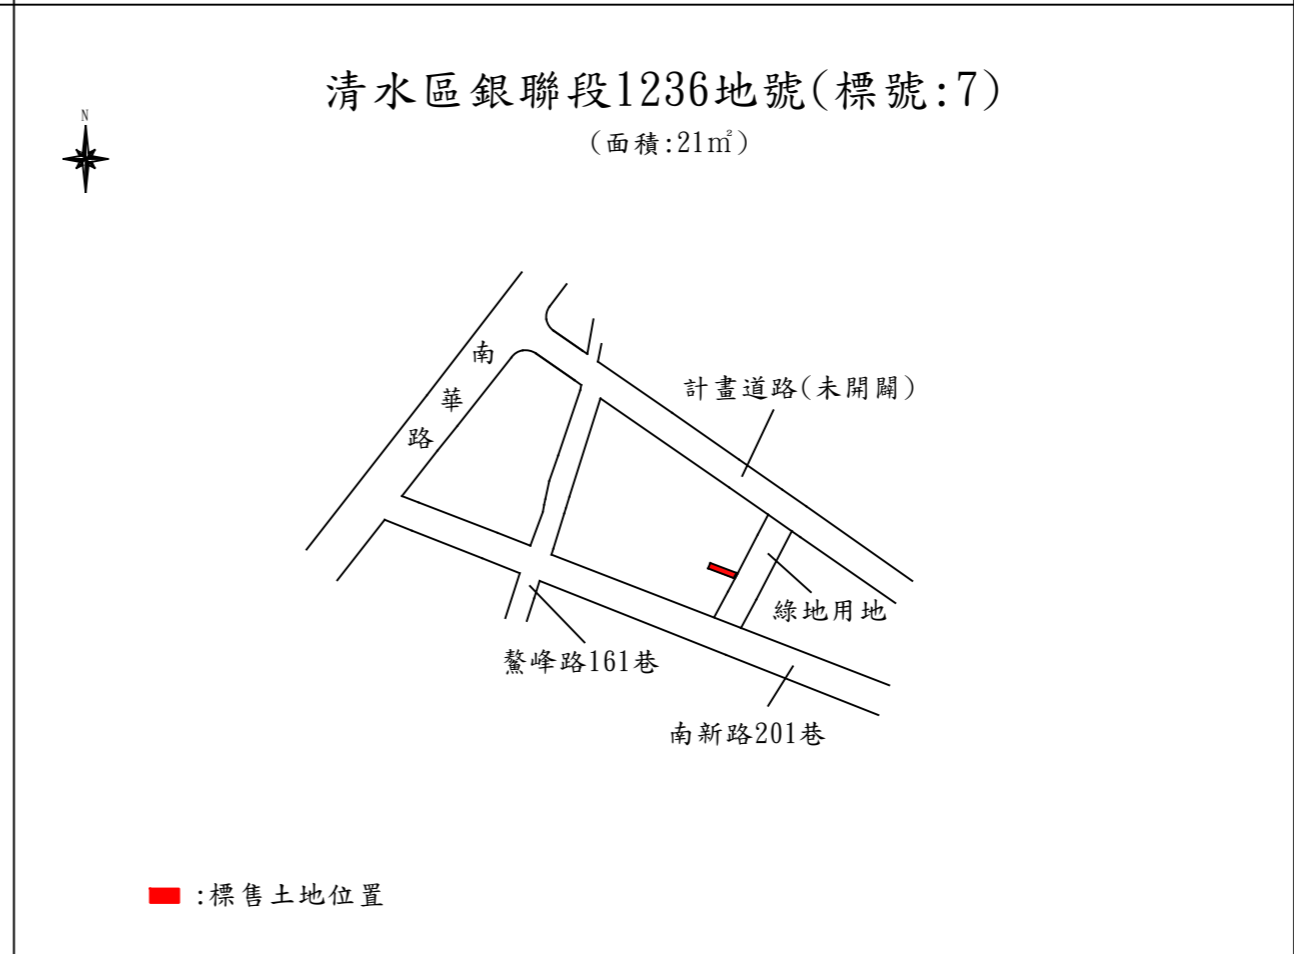 清水區銀聯段1236地號(標號:7)
(面積:21㎡)
N
南華路
計畫道路(未開闢)
綠地用地
鰲峰路161巷
南新路201巷
:標售土地位置